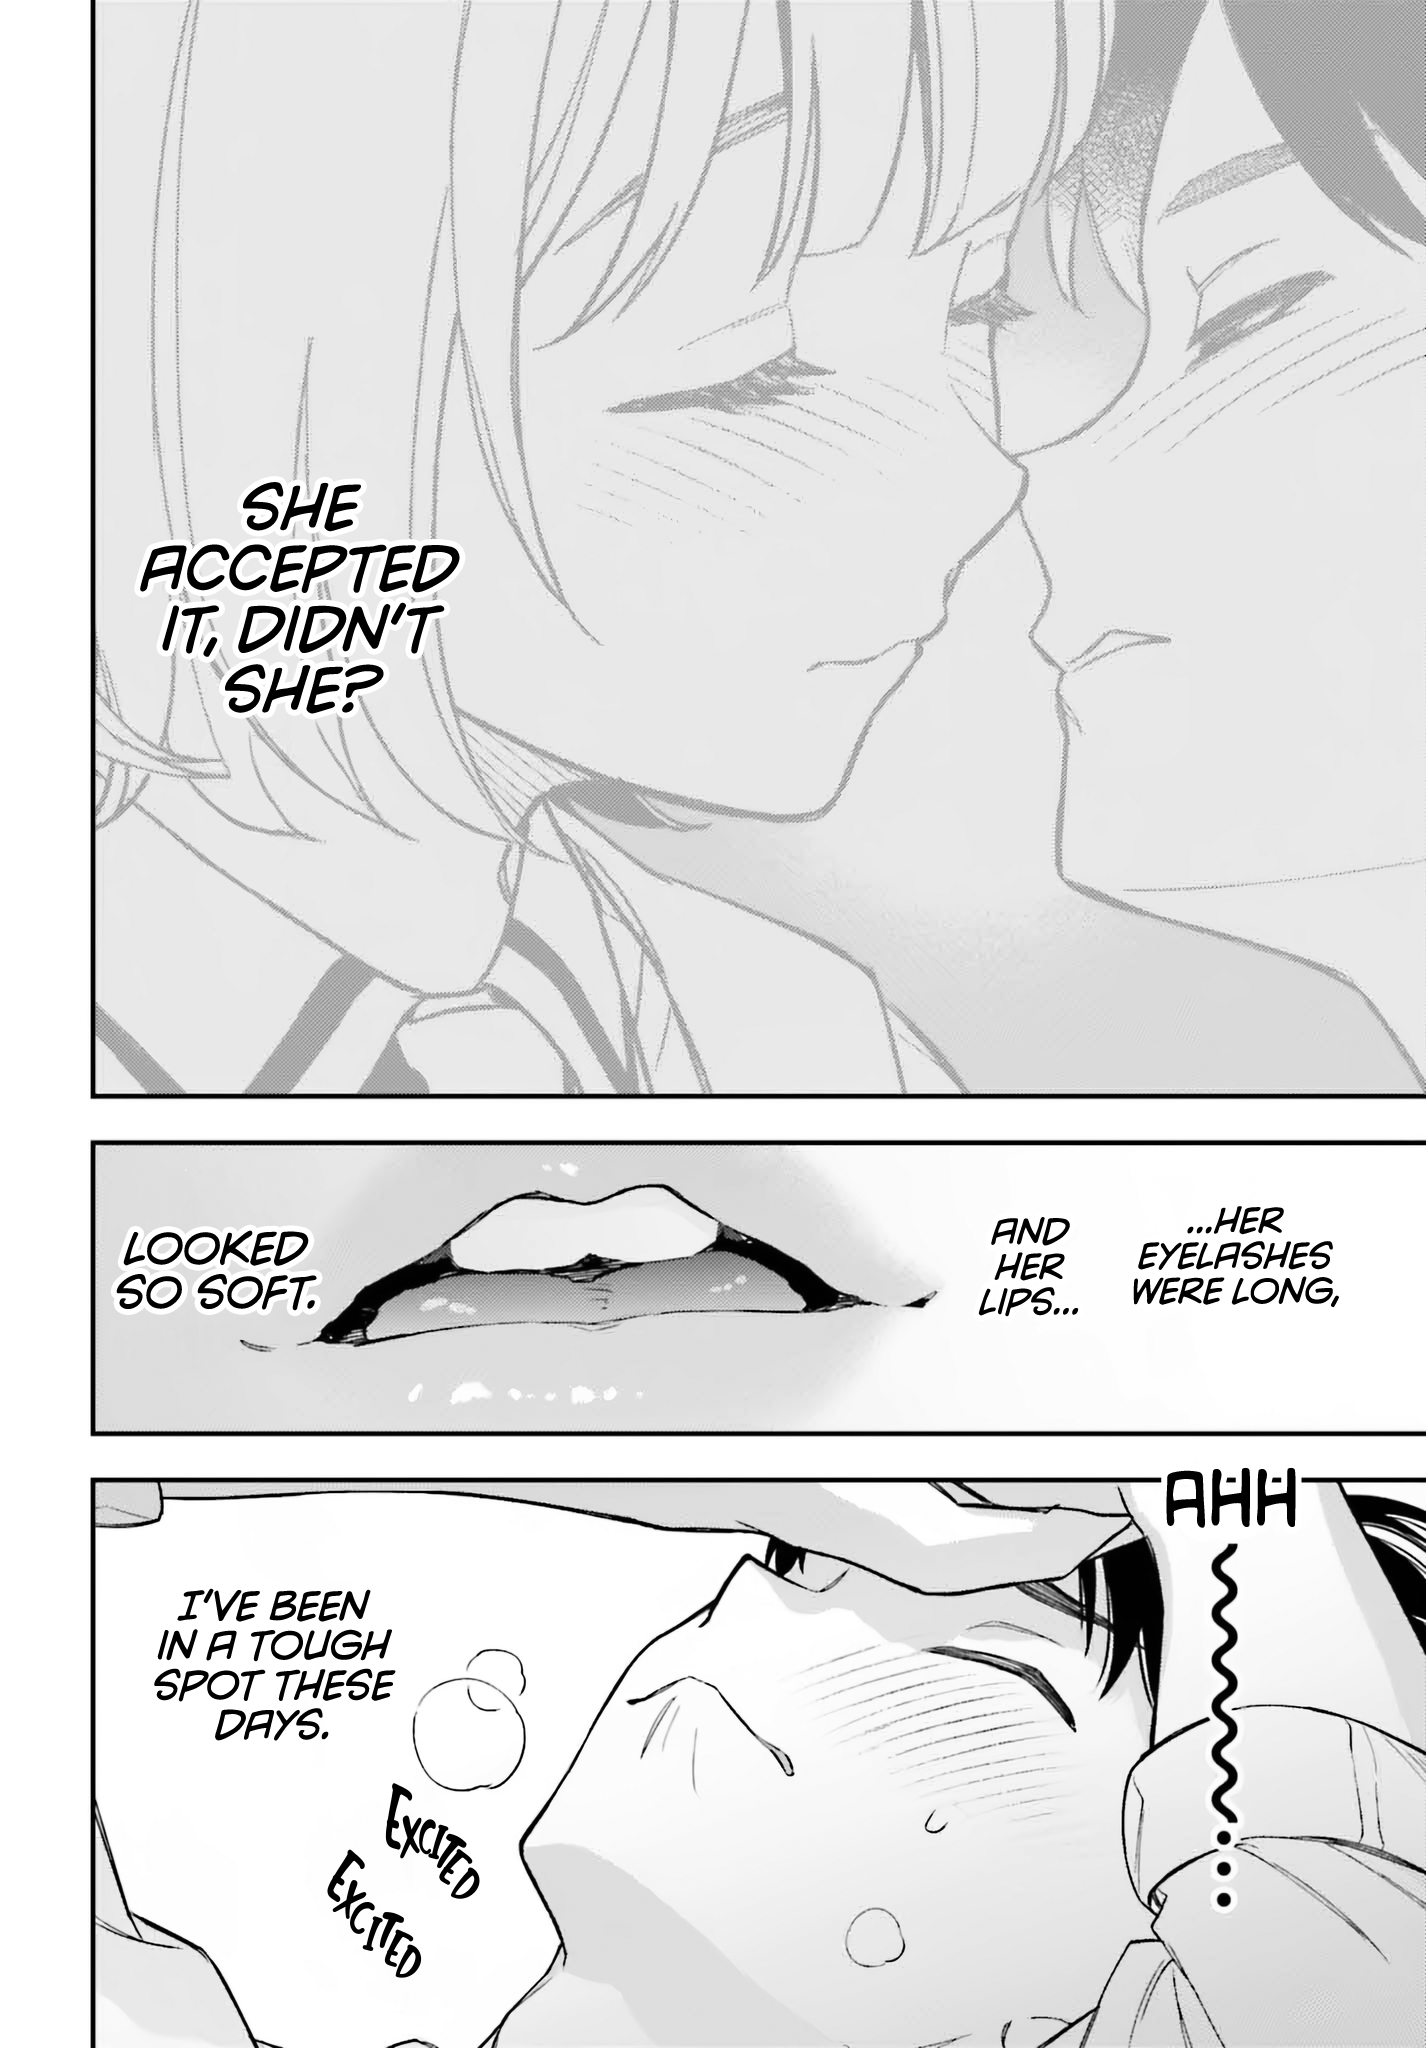 SHE
ACCEPTED
IT, DIDN'T
SHE?
...HER
EYELASHES
WERE LONG,
AND
HER
LIPS...
LOOKED
SO SOFT.
AHH
...
I'VE BEEN
IN A TOUGH
SPOT THESE
DAYS.
EXCITED
EXCITED